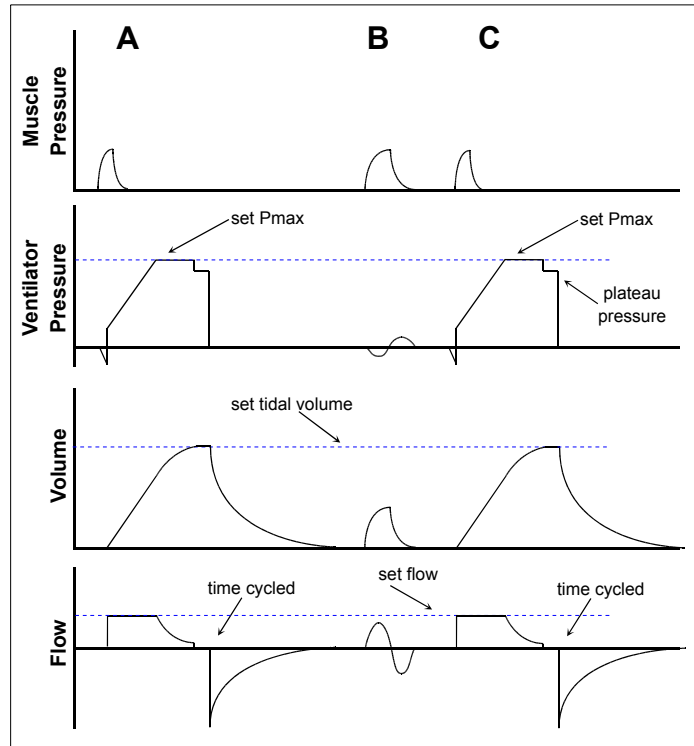 A
B
C
Muscle
Pressure
set Pmax
set Pmax
Ventilator
Pressure
plateau
pressure
set tidal volume
Volume
set flow
time cycled
time cycled
Flow